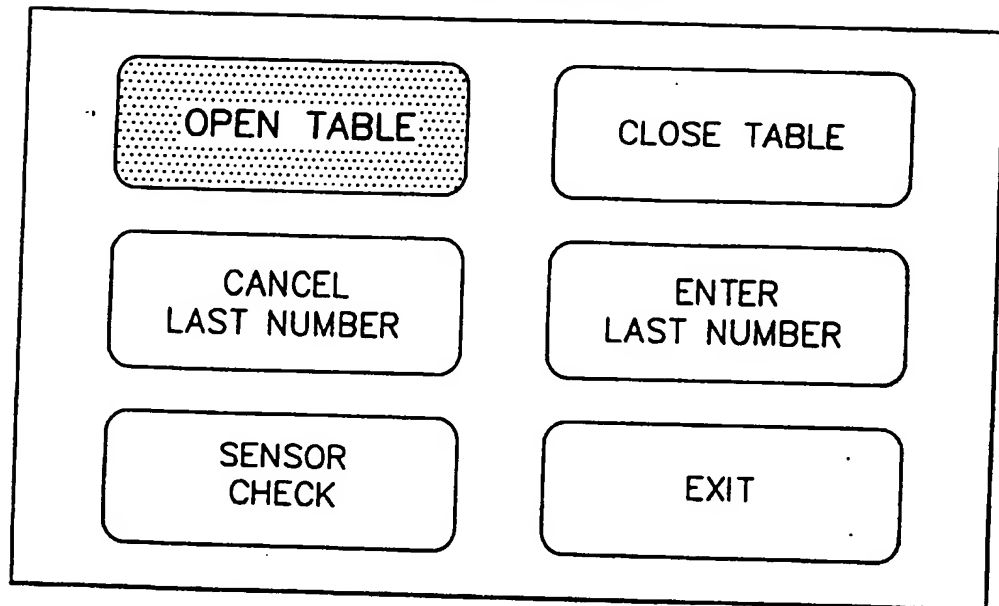 OPEN TABLE
CLOSE TABLE
CANCEL
LAST NUMBER
ENTER
LAST NUMBER
SENSOR
CHECK
EXIT